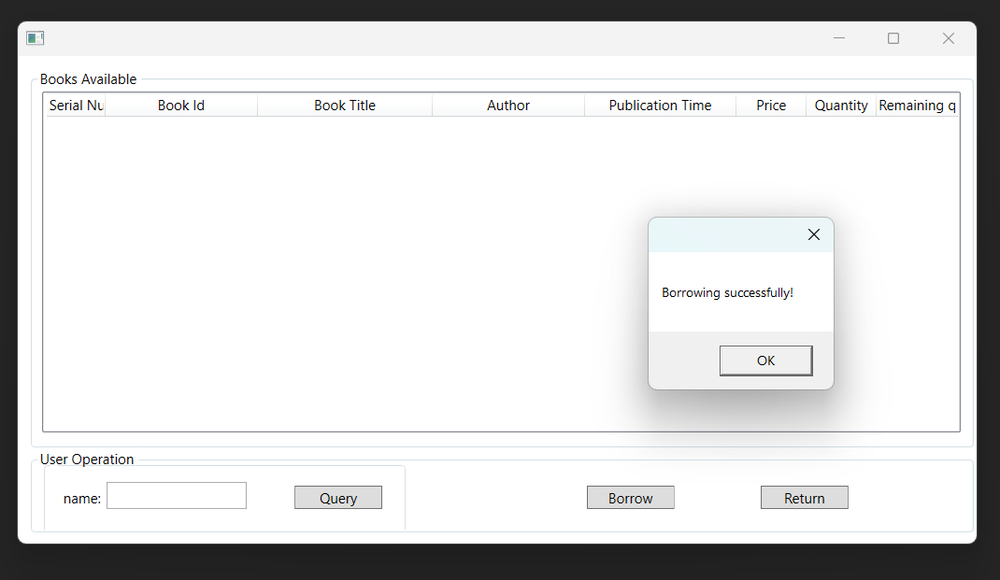 Books Available
Serial Nu Book Id Book Title Author Publication Time Price Quantity Remaining q
Borrowing successfully!
OK
User Operation
name: Query Borrow Return